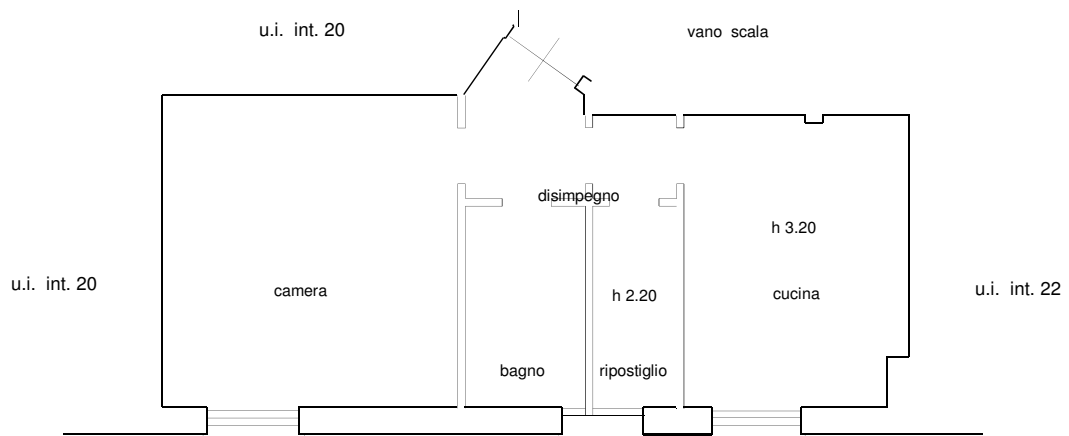 u.i. int. 20
vano scala
disimpegno
h 3.20
u.i. int. 20
camera
h 2.20
cucina
u.i. int. 22
bagno
ripostiglio